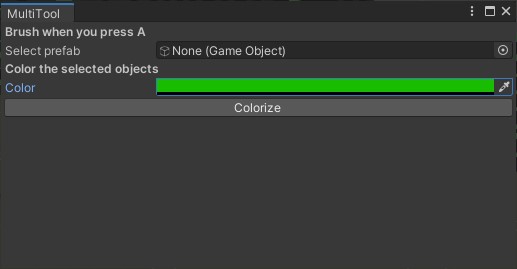 MultiTool
Brush when you press A
Select prefab None (Game Object)
Color the selected objects
Color
Colorize